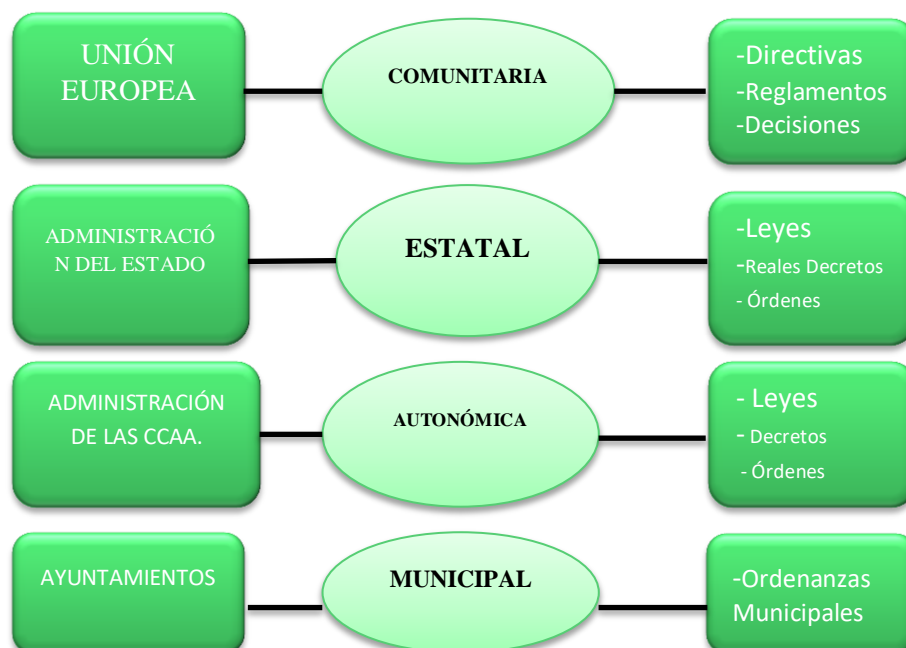 UNIÓN
EUROPEA
COMUNITARIA
-Directivas
-Reglamentos
-Decisiones
ADMINISTRACIÓ
N DEL ESTADO
ESTATAL
-Leyes
-Reales Decretos
- Órdenes
ADMINISTRACIÓN
DE LAS CCAA.
AUTONÓMICA
- Leyes
- Decretos
- Órdenes
AYUNTAMIENTOS
MUNICIPAL
-Ordenanzas
Municipales